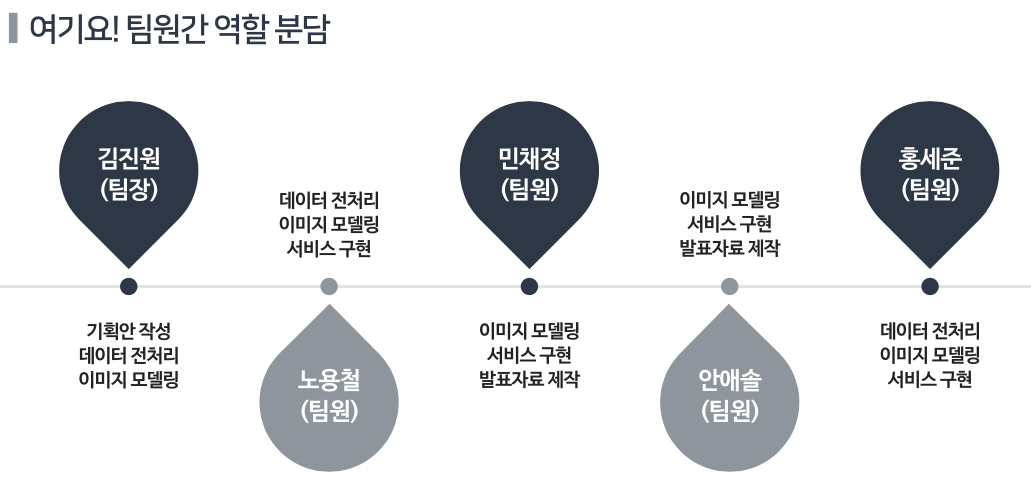 여기요! 팀원간 역할 분담
김진원
(팀장)
기획안 작성
데이터 전처리
이미지 모델링
데이터 전처리
이미지 모델링
서비스 구현
노용철
(팀원)
민채정
(팀원)
이미지 모델링
서비스 구현
발표자료 제작
이미지 모델링
서비스 구현
발표자료 제작
안애솔
(팀원)
홍세준
(팀원)
데이터 전처리
이미지 모델링
서비스 구현